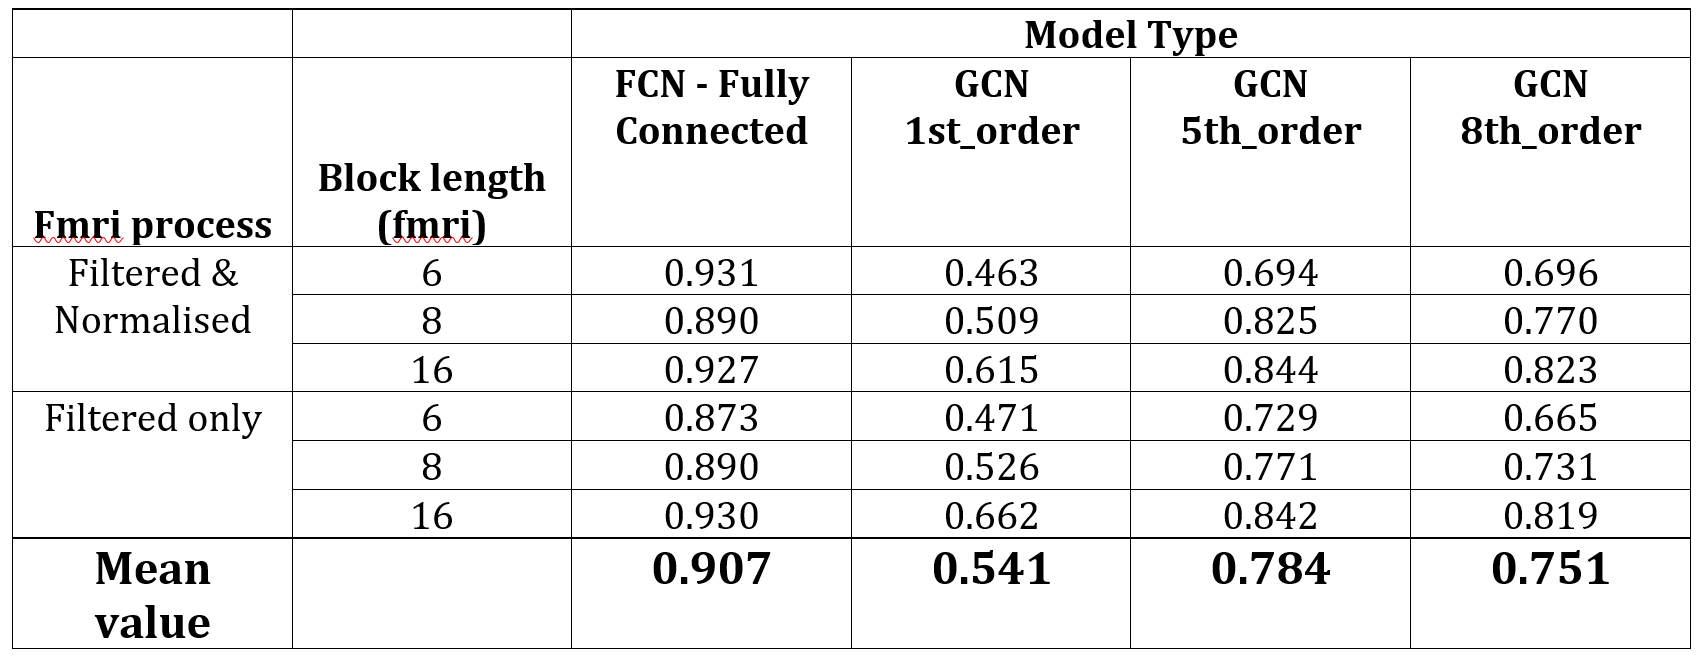 Model Type
Fmri process Block length (fmri) FCN - Fully Connected GCN 1st_order GCN 5th_order GCN 8th_order
Filtered & Normalised 6 0.931 0.463 0.694 0.696
8 0.890 0.509 0.825 0.770
16 0.927 0.615 0.844 0.823
Filtered only 6 0.873 0.471 0.729 0.665
8 0.890 0.526 0.771 0.731
16 0.930 0.662 0.842 0.819
Mean value 0.907 0.541 0.784 0.751